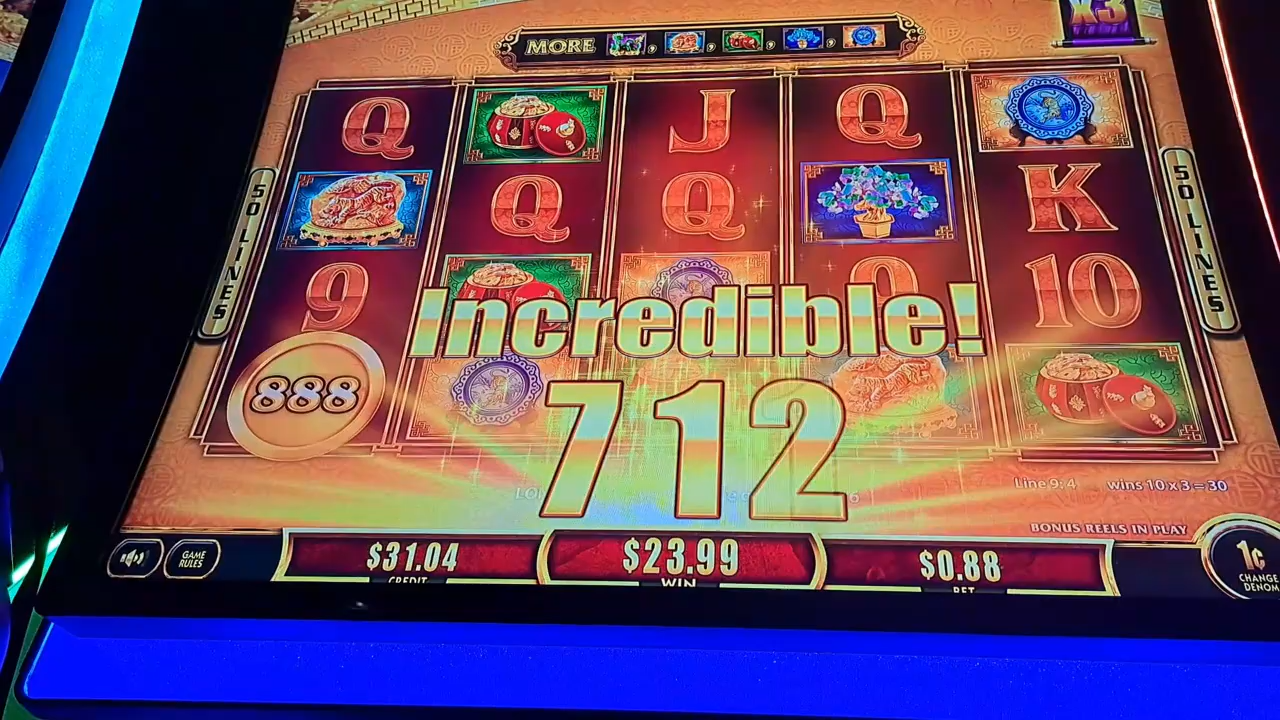 X3
MORE , , , ,
Q J Q
Q Q K
9 Q 10
50 LINES
50 LINES
888
Incredible!
712
Line 9: 4 wins 10 x 3 = 30
BONUS REELS IN PLAY
GAME
RULES
$31.04
CREDIT
$23.99
WIN
$0.88
BET
1¢
CHANGE
DENOM